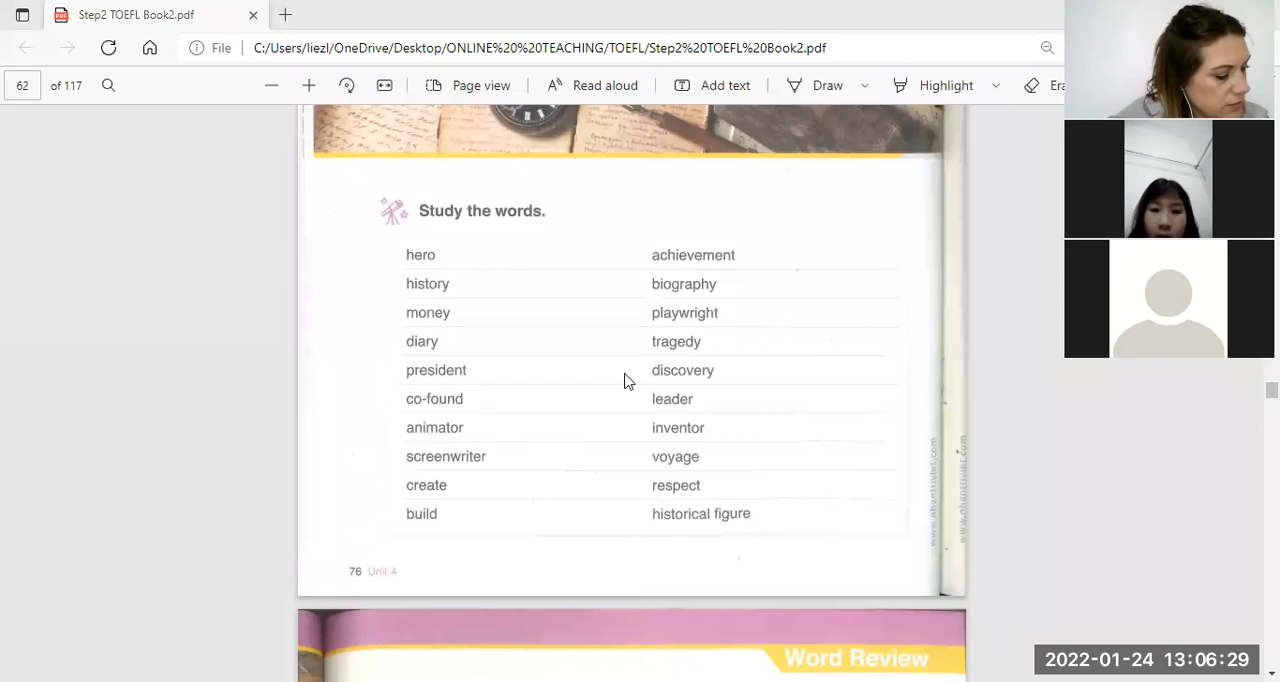 Step2 TOEFL Book2.pdf
File
C:/Users/liezl/OneDrive/Desktop/ONLINE%20%20TEACHING/TOEFL/Step2%20TOEFL%20Book2.pdf
62 of 117
Page view
Read aloud
Add text
Draw
Highlight
Era
Study the words.
hero achievement
history biography
money playwright
diary tragedy
president discovery
co-found leader
animator inventor
screenwriter voyage
create respect
build historical figure
76 Unit 4
Word Review
2022-01-24 13:06:29